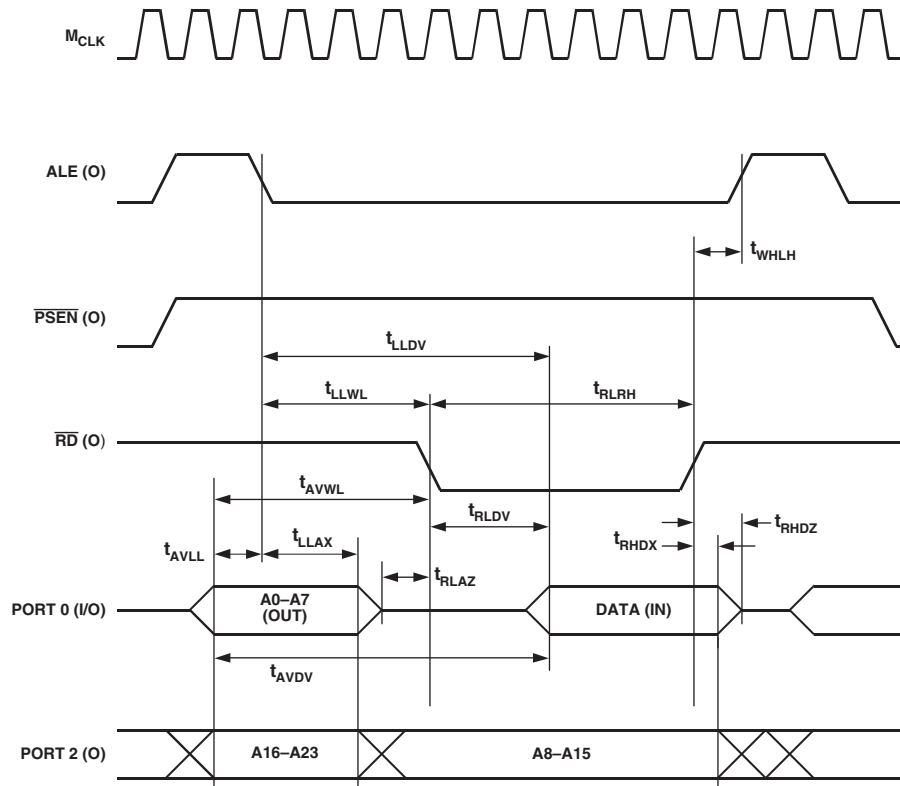 MCLK
ALE (O)
tWHLH
PSEN (O)
tLLDV
tLLWL
tRLRH
RD (O)
tAVWL
tRLDV
tRHDZ
tAVLL
tLLAX
tRHDX
tRLAZ
PORT 0 (I/O)
A0–A7
(OUT)
DATA (IN)
tAVDV
PORT 2 (O)
A16–A23
A8–A15